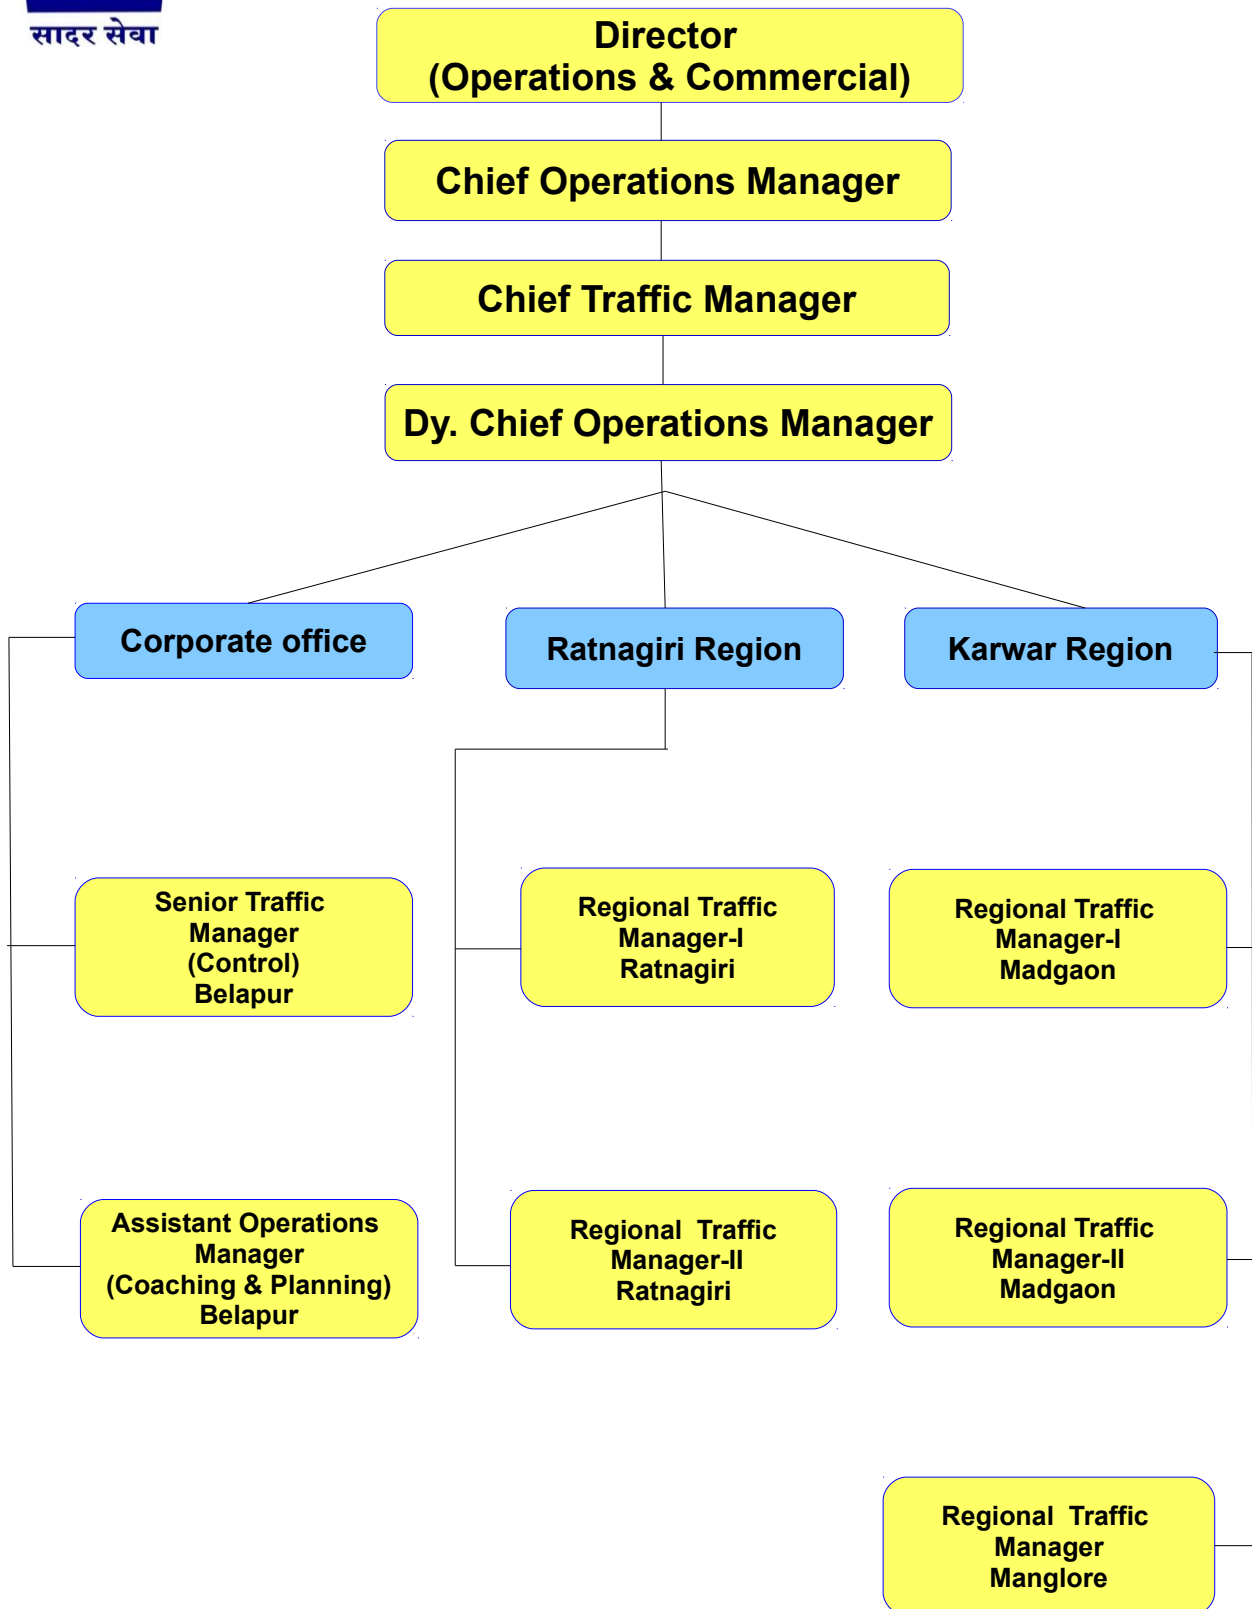 सादर सेवा
Director
(Operations & Commercial)
Chief Operations Manager
Chief Traffic Manager
Dy. Chief Operations Manager
Corporate office
Ratnagiri Region
Karwar Region
Senior Traffic
Manager
(Control)
Belapur
Regional Traffic
Manager-I
Ratnagiri
Regional Traffic
Manager-I
Madgaon
Assistant Operations
Manager
(Coaching & Planning)
Belapur
Regional Traffic
Manager-II
Ratnagiri
Regional Traffic
Manager-II
Madgaon
Regional Traffic
Manager
Manglore